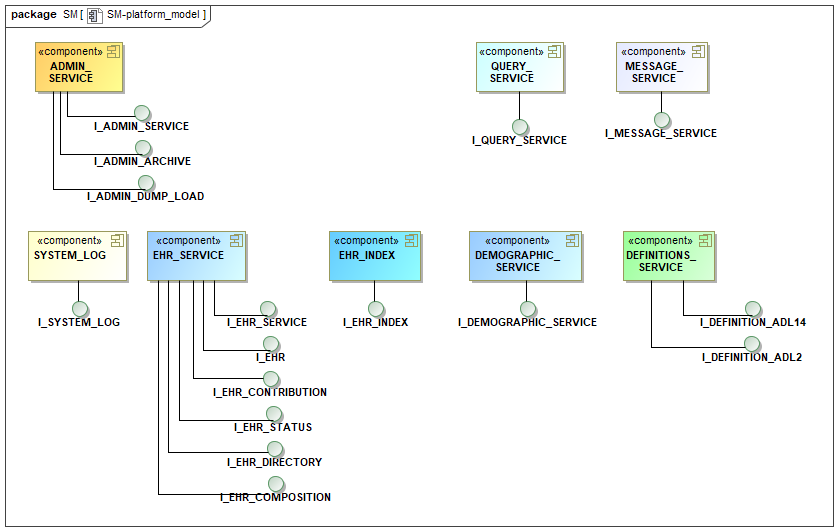 package SM [ SM-platform_model ]
«component»
ADMIN_
SERVICE
I_ADMIN_SERVICE
I_ADMIN_ARCHIVE
I_ADMIN_DUMP_LOAD
«component»
QUERY_
SERVICE
I_QUERY_SERVICE
«component»
MESSAGE_
SERVICE
I_MESSAGE_SERVICE
«component»
SYSTEM_LOG
I_SYSTEM_LOG
«component»
EHR_SERVICE
I_EHR_SERVICE
I_EHR
I_EHR_CONTRIBUTION
I_EHR_STATUS
I_EHR_DIRECTORY
I_EHR_COMPOSITION
«component»
EHR_INDEX
I_EHR_INDEX
«component»
DEMOGRAPHIC_
SERVICE
I_DEMOGRAPHIC_SERVICE
«component»
DEFINITIONS_
SERVICE
I_DEFINITION_ADL14
I_DEFINITION_ADL2